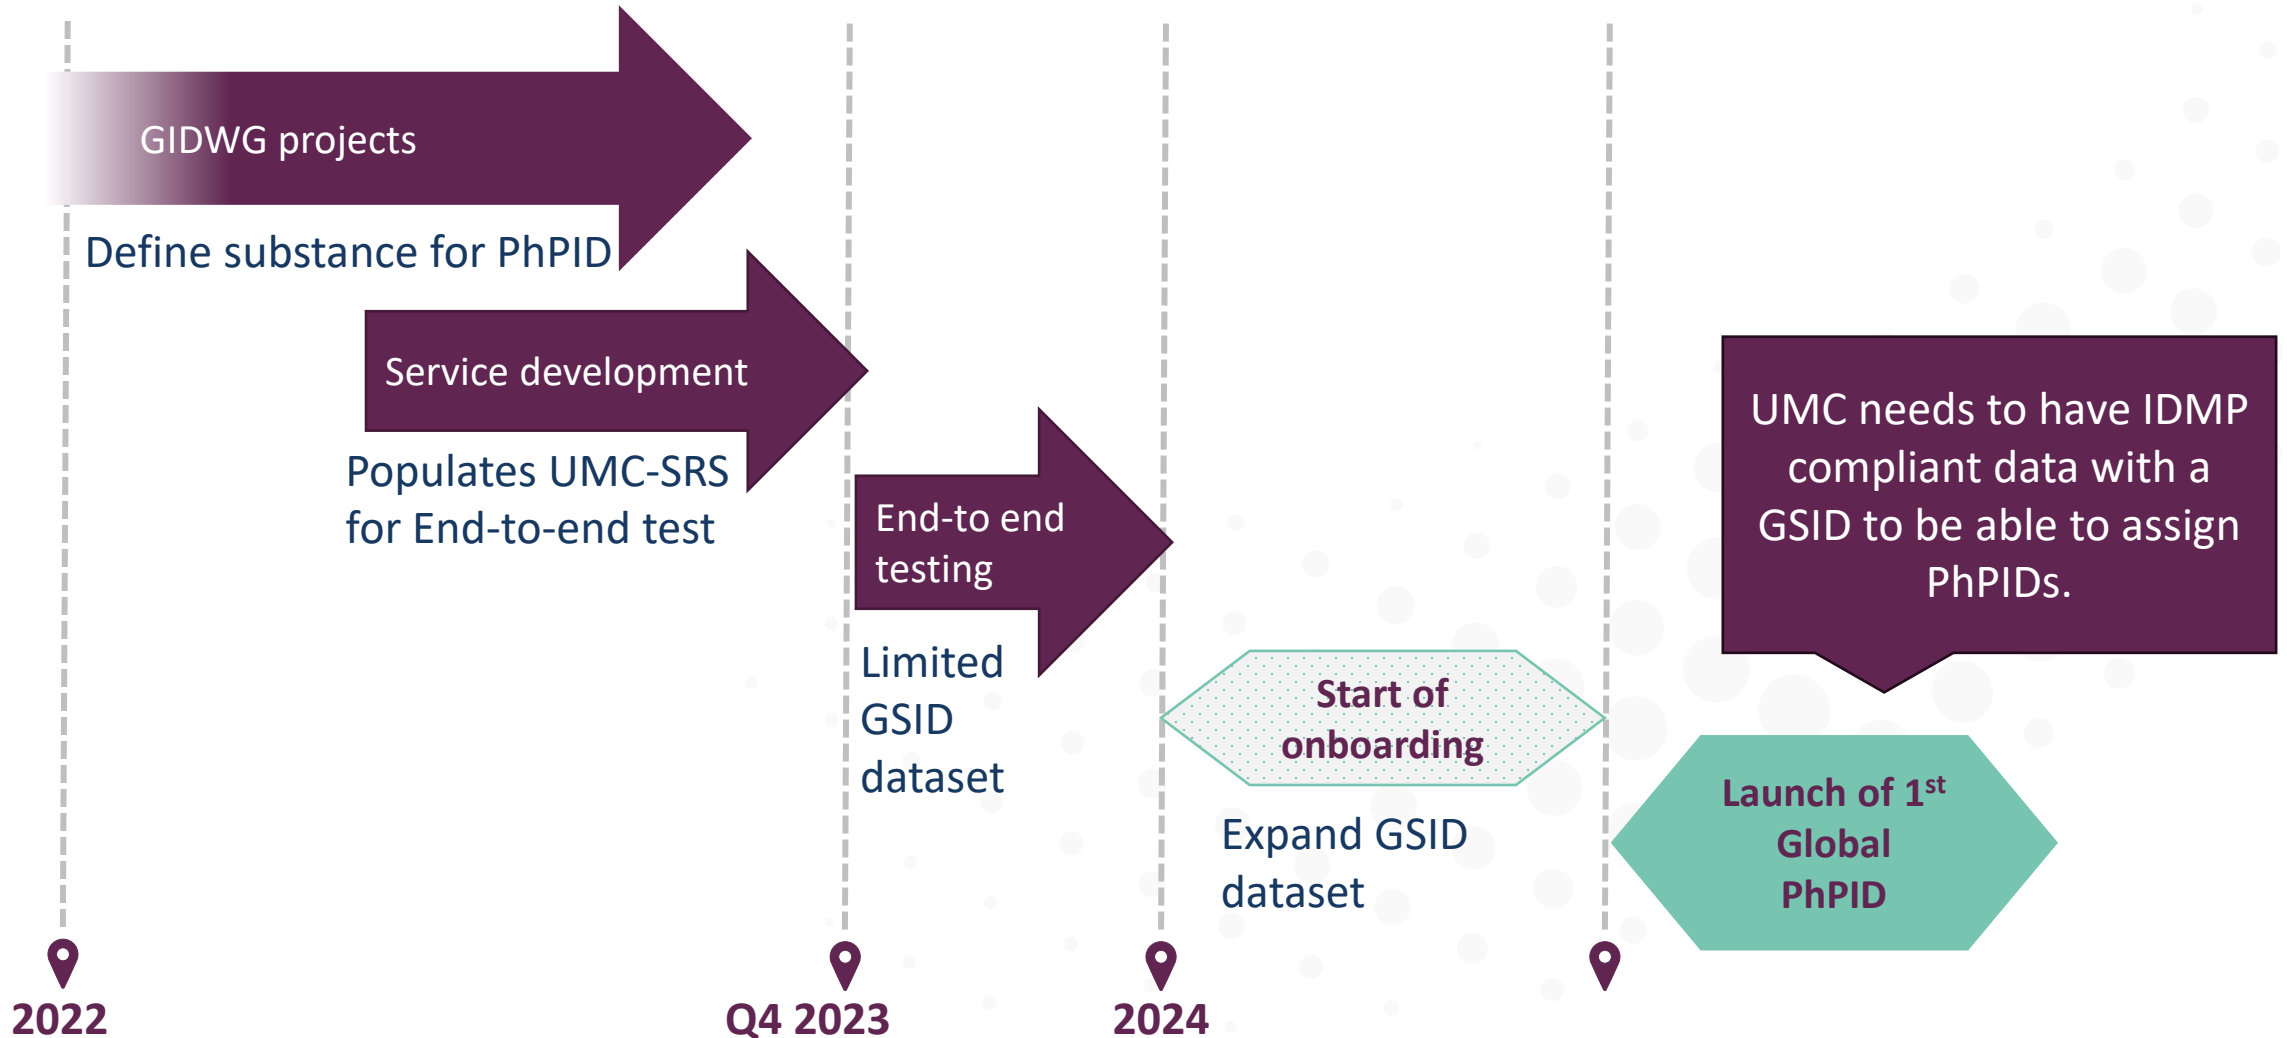 GIDWG projects
Define substance for PhPID
Service development
Populates UMC-SRS
for End-to-end test
End-to end
testing
Limited
GSID
dataset
Start of
onboarding
Expand GSID
dataset
UMC needs to have IDMP
compliant data with a
GSID to be able to assign
PhPIDs.
Launch of 1st
Global
PhPID
2022
Q4 2023
2024